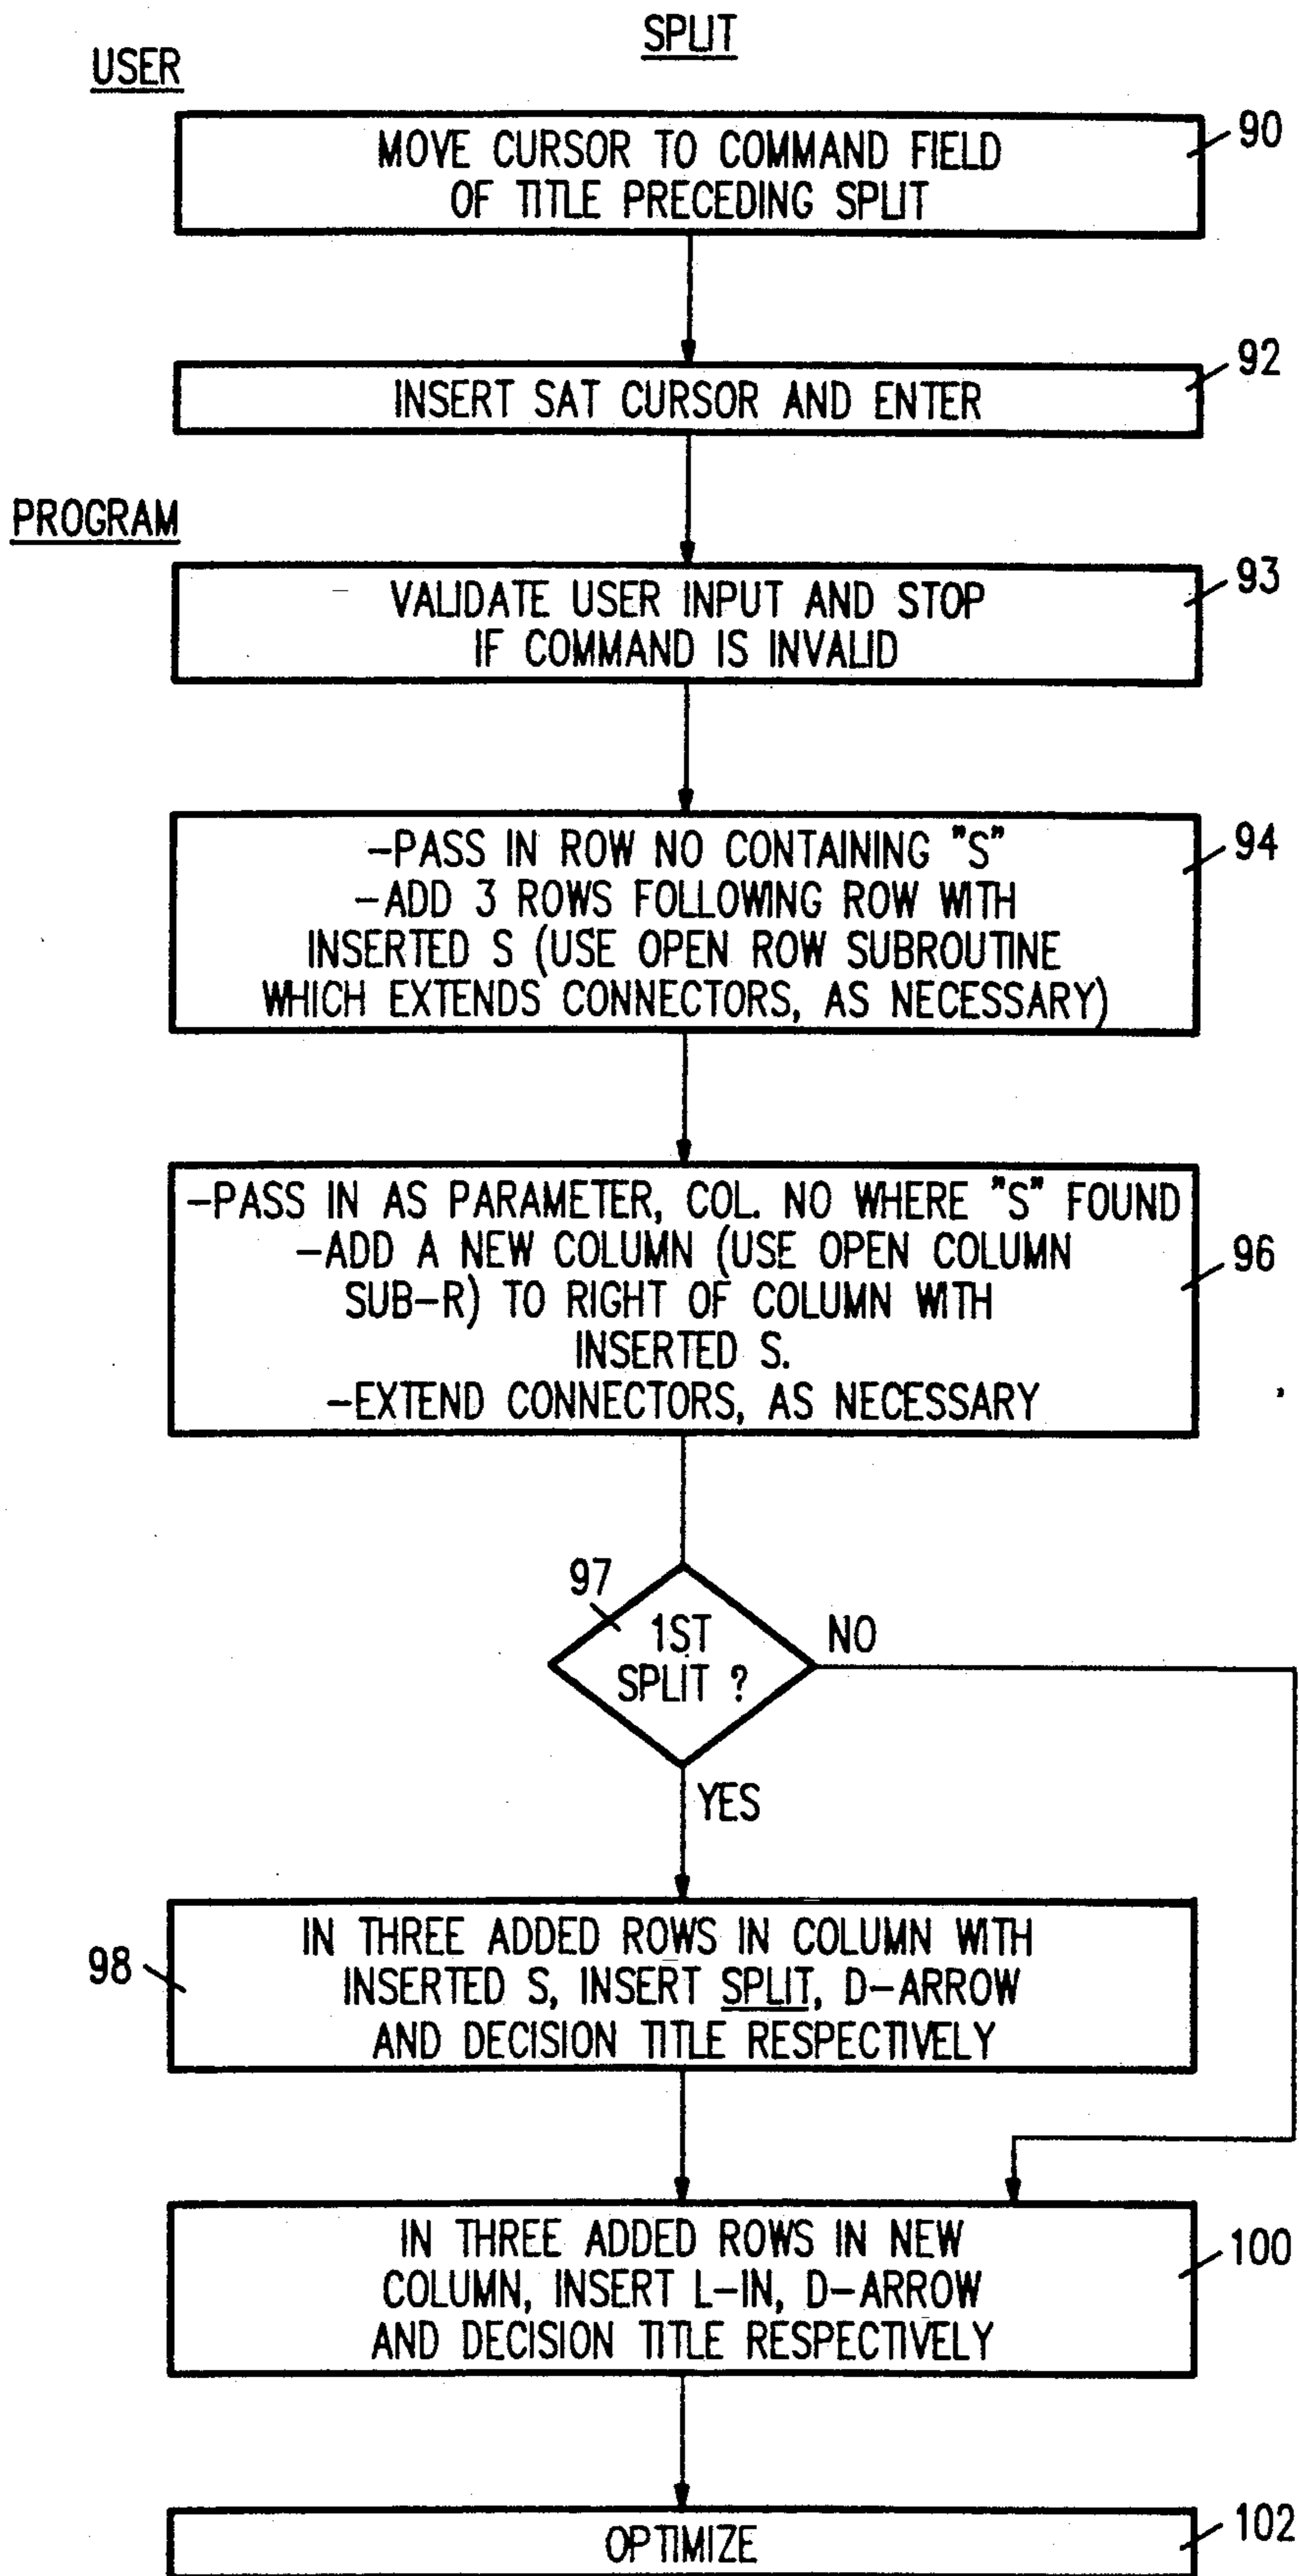 SPLIT
USER
MOVE CURSOR TO COMMAND FIELD
OF TITLE PRECEDING SPLIT
90
INSERT SAT CURSOR AND ENTER
92
PROGRAM
VALIDATE USER INPUT AND STOP
IF COMMAND IS INVALID
93
-PASS IN ROW NO CONTAINING "S"
-ADD 3 ROWS FOLLOWING ROW WITH
INSERTED S (USE OPEN ROW SUBROUTINE
WHICH EXTENDS CONNECTORS, AS NECESSARY)
94
-PASS IN AS PARAMETER, COL. NO WHERE "S" FOUND
-ADD A NEW COLUMN (USE OPEN COLUMN
SUB-R) TO RIGHT OF COLUMN WITH
INSERTED S.
-EXTEND CONNECTORS, AS NECESSARY
96
97
1ST
SPLIT ?
NO
YES
98
IN THREE ADDED ROWS IN COLUMN WITH
INSERTED S, INSERT SPLIT, D-ARROW
AND DECISION TITLE RESPECTIVELY
IN THREE ADDED ROWS IN NEW
COLUMN, INSERT L-IN, D-ARROW
AND DECISION TITLE RESPECTIVELY
100
OPTIMIZE
102